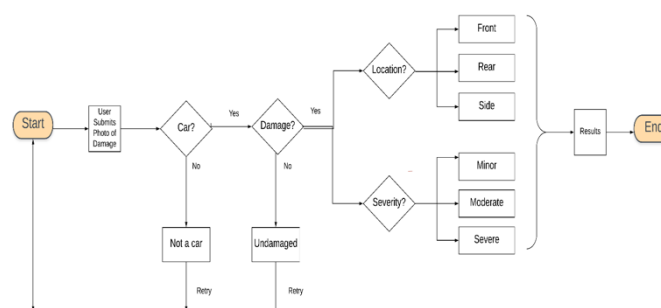 Start
User
Submits
Photo of
Damage
Car?
Yes
No
Not a car
Retry
Damage?
Yes
No
Undamaged
Retry
Location?
Front
Rear
Side
Severity?
Minor
Moderate
Severe
Results
End